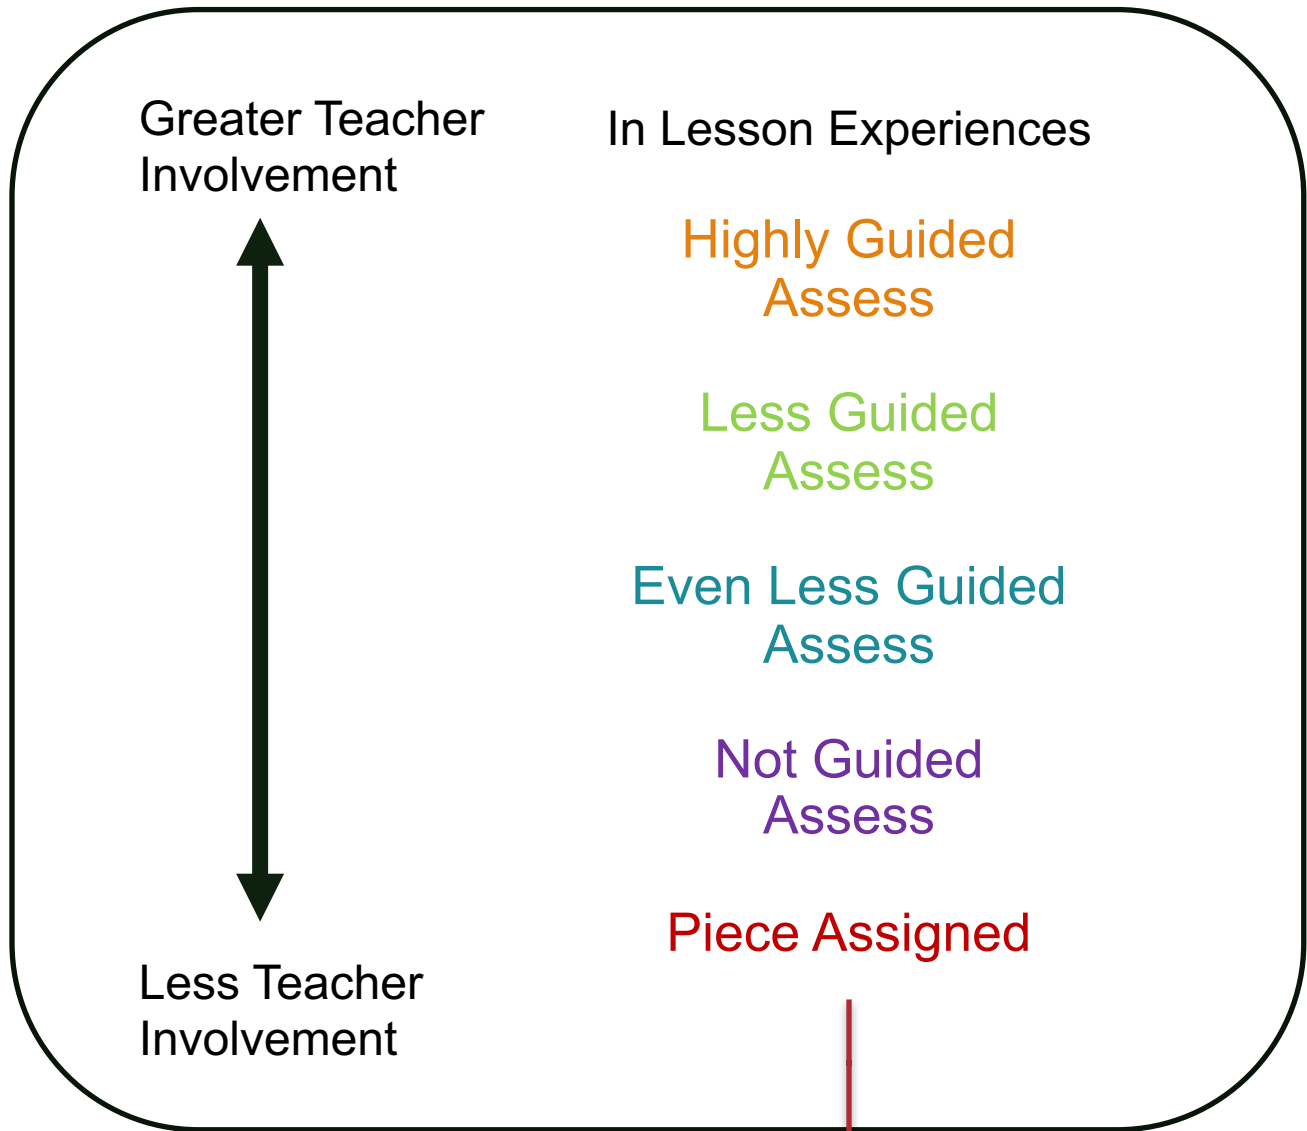 Greater Teacher
Involvement
In Lesson Experiences
Highly Guided
Assess
Less Guided
Assess
Even Less Guided
Assess
Not Guided
Assess
Piece Assigned
Less Teacher
Involvement